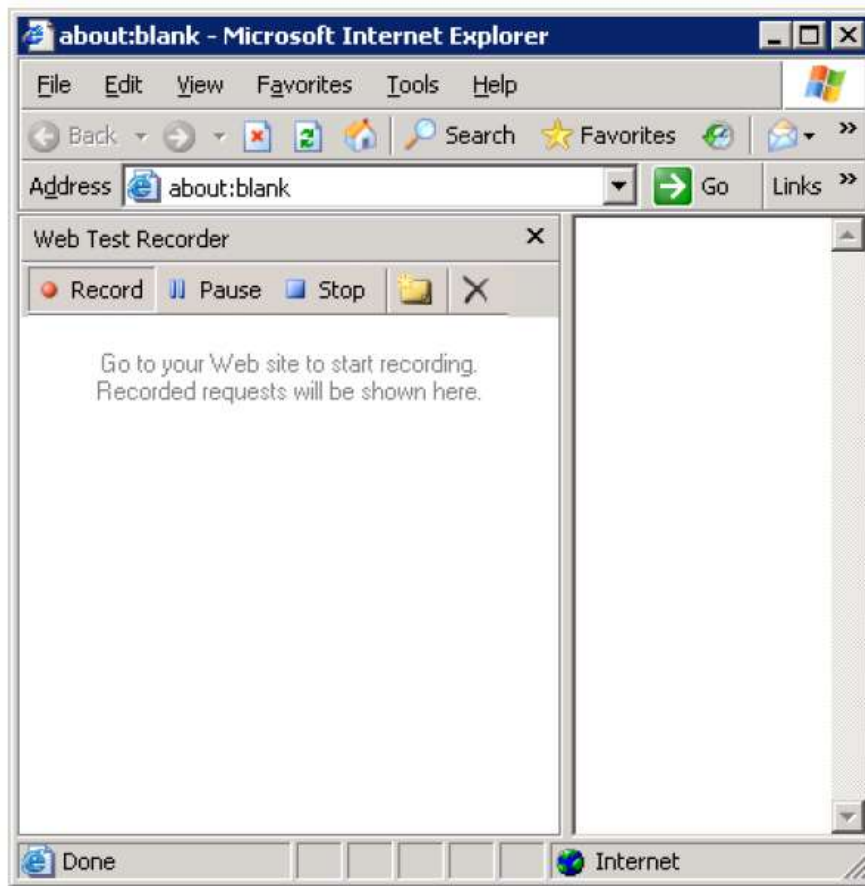 about:blank - Microsoft Internet Explorer
File Edit View Favorites Tools Help
Back Search Favorites »
Address about:blank Go Links »
Web Test Recorder
Record Pause Stop
Go to your Web site to start recording.
Recorded requests will be shown here.
Done Internet